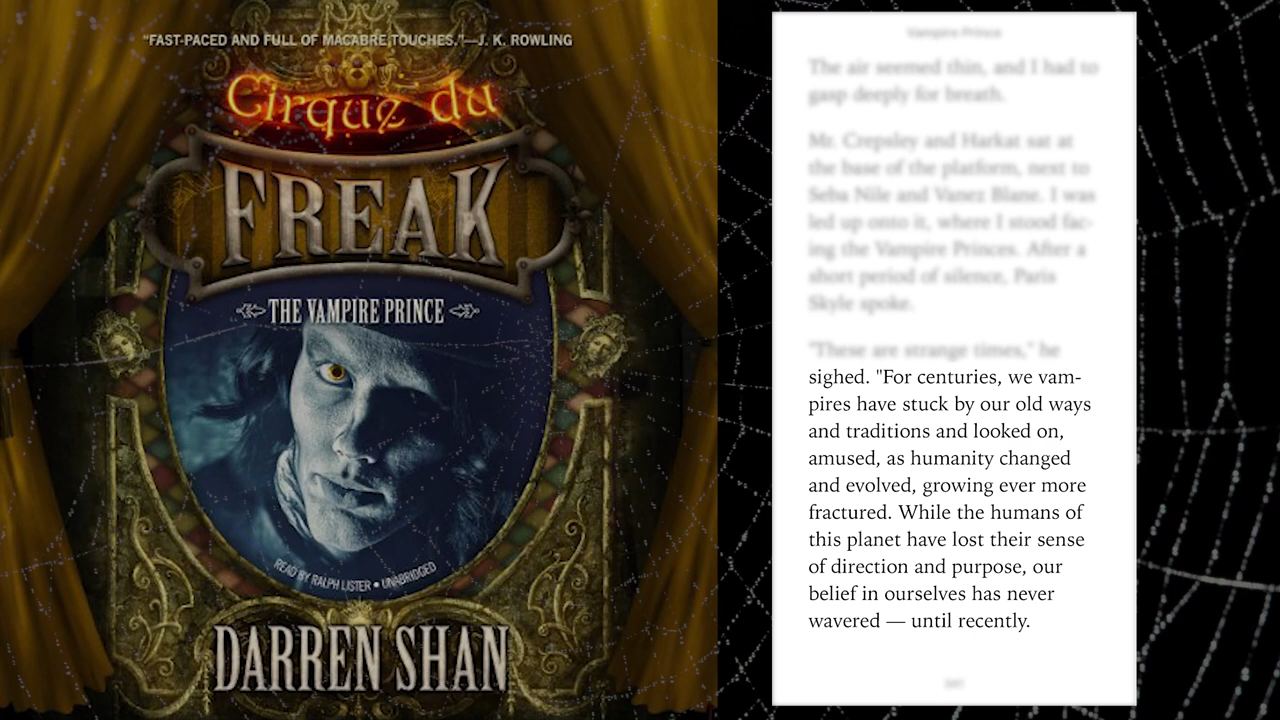 “FAST-PACED AND FULL OF MACABRE TOUCHES.”—J. K. ROWLING
Cirque du
FREAK
THE VAMPIRE PRINCE
READ BY RALPH LISTER • UNABRIDGED
DARREN SHAN
Vampire Prince
The air seemed thin, and I had to
gasp deeply for breath.
Mr. Crepsley and Harkat sat at
the base of the platform, next to
Seba Nile and Vanez Blane. I was
led up onto it, where I stood fac-
ing the Vampire Princes. After a
short period of silence, Paris
Skyle spoke.
"These are strange times," he
sighed. "For centuries, we vam-
pires have stuck by our old ways
and traditions and looked on,
amused, as humanity changed
and evolved, growing ever more
fractured. While the humans of
this planet have lost their sense
of direction and purpose, our
belief in ourselves has never
wavered — until recently.